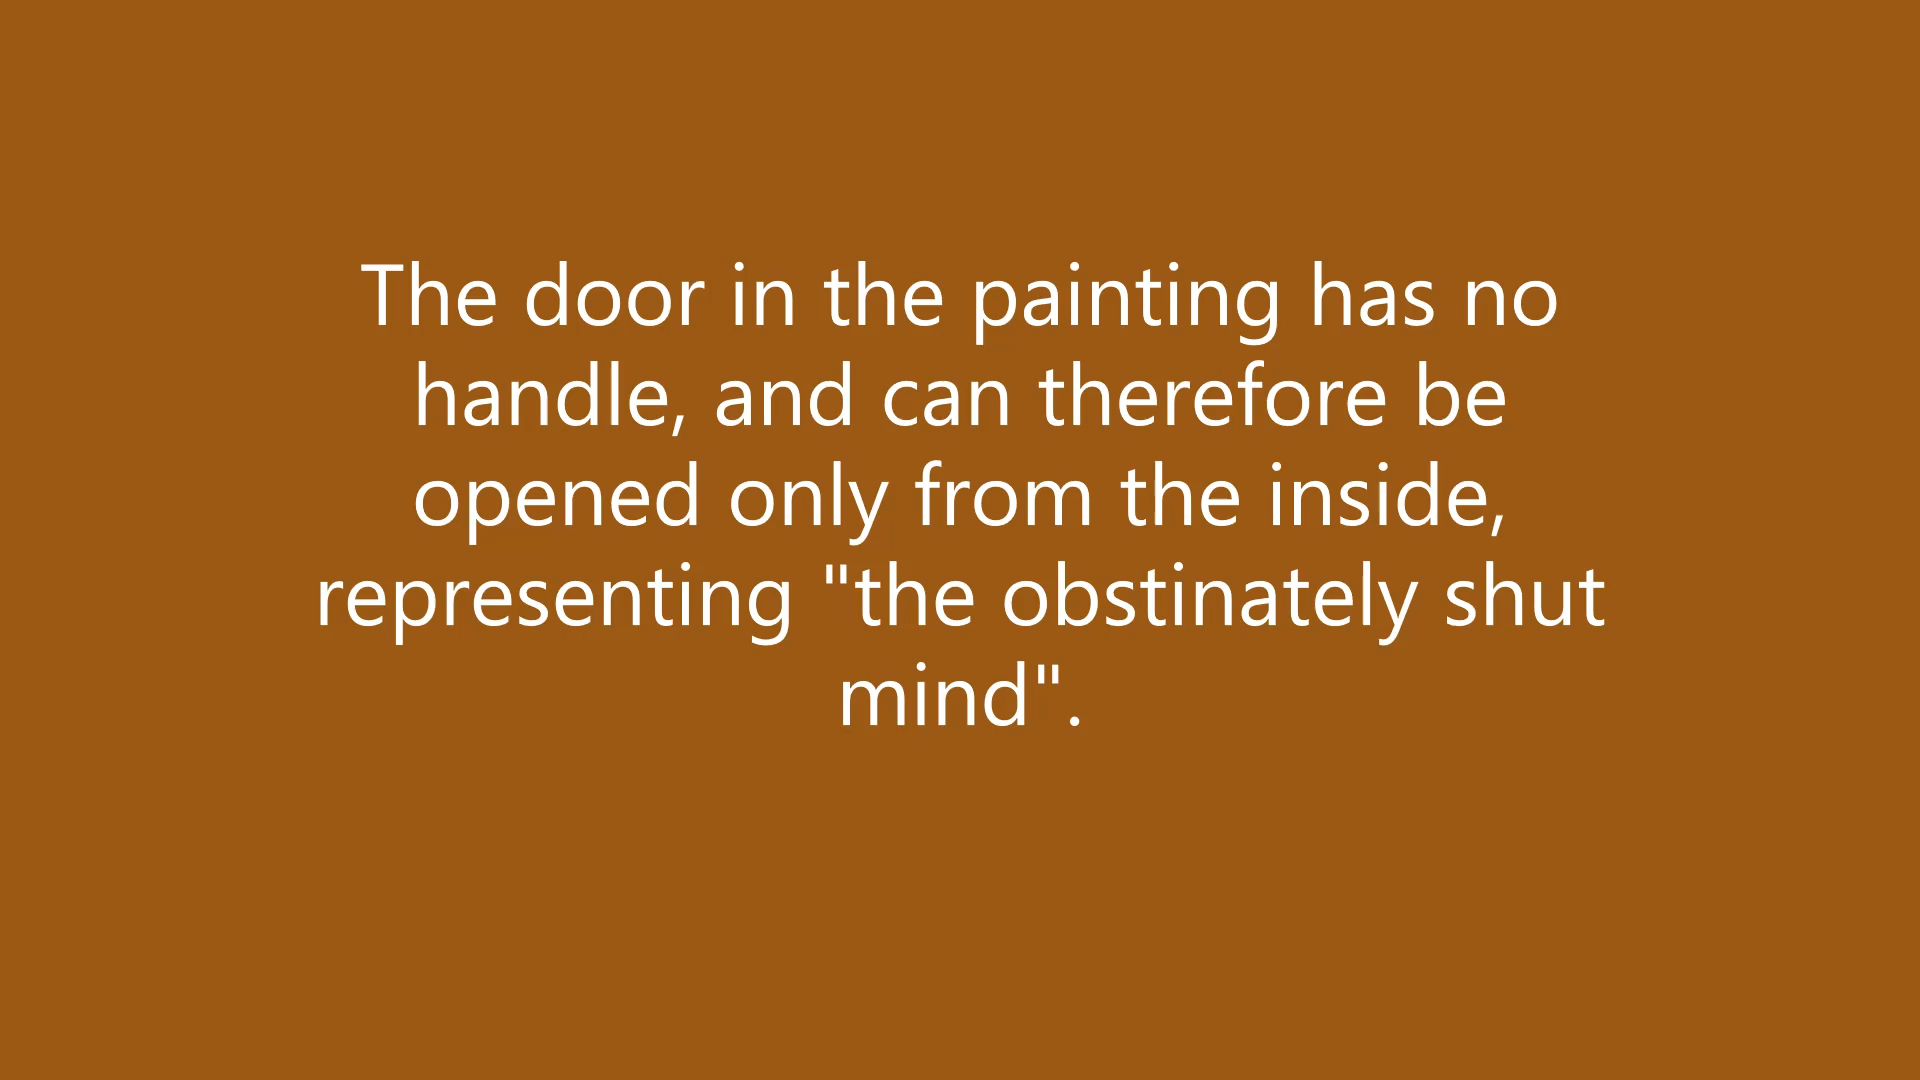 The door in the painting has no
handle, and can therefore be
opened only from the inside,
representing "the obstinately shut
mind".